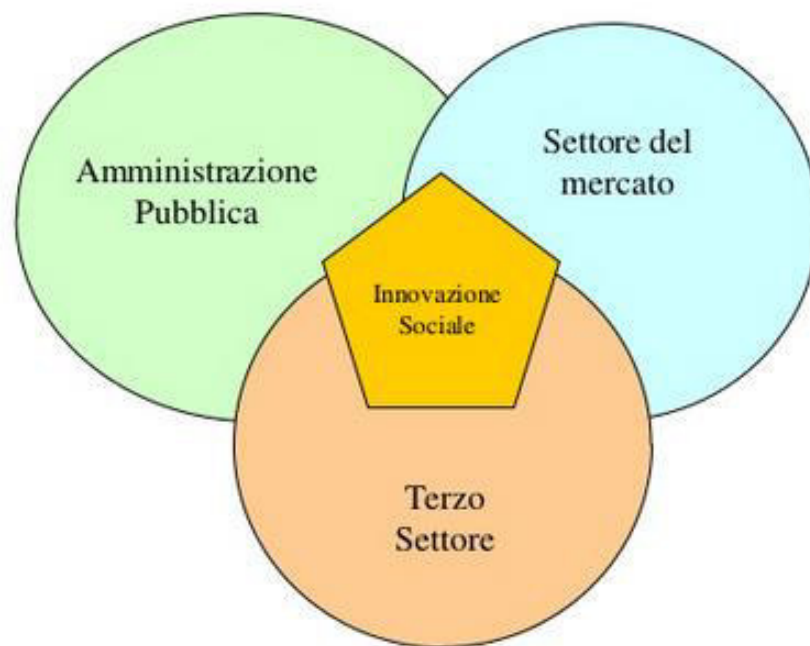 Amministrazione
Pubblica
Settore del
mercato
Innovazione
Sociale
Terzo
Settore